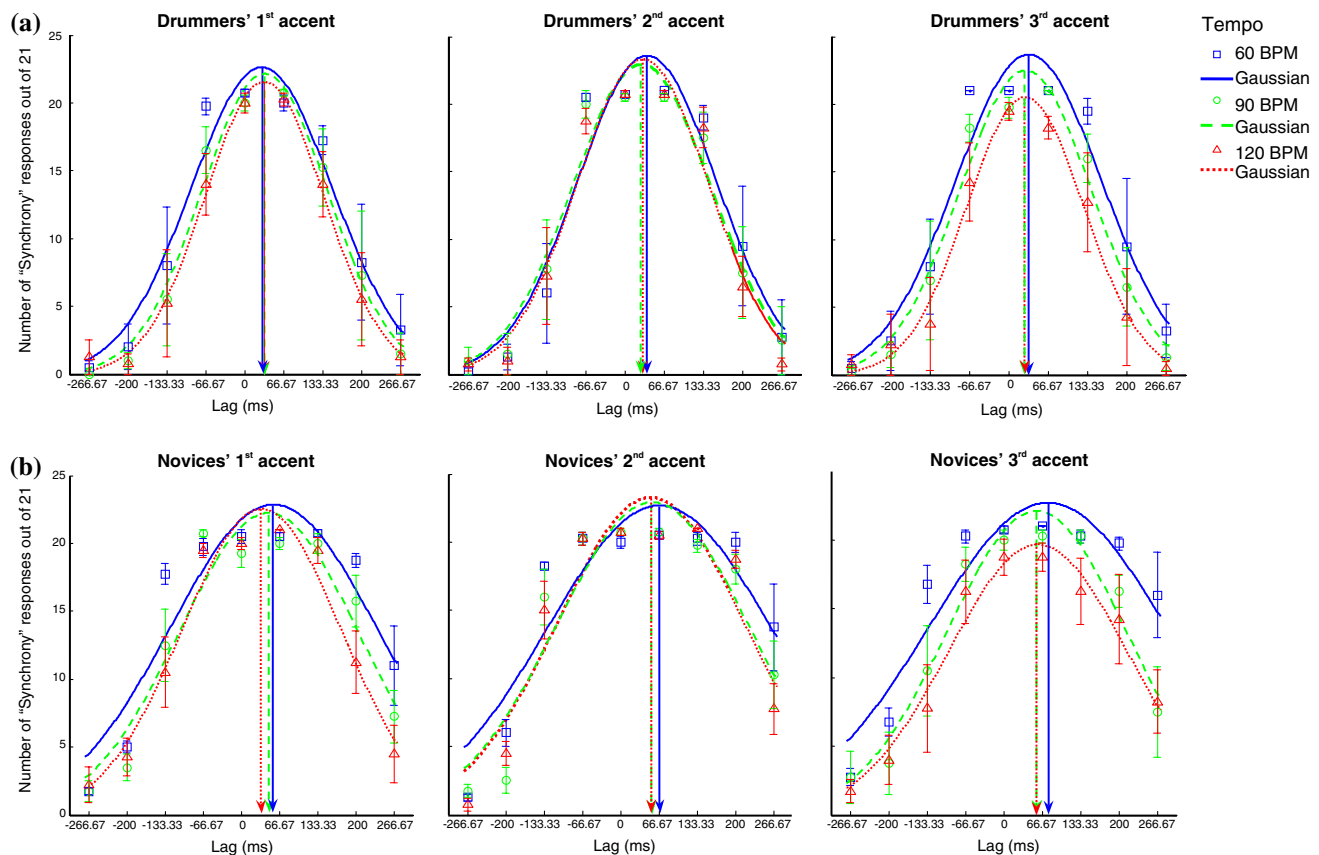 (a)
Drummers' 1st accent
Drummers' 2nd accent
Drummers' 3rd accent
Tempo
60 BPM
Gaussian
90 BPM
Gaussian
120 BPM
Gaussian
Number of "Synchrony" responses out of 21
25
20
15
10
5
0
-266.67 -200 -133.33 -66.67 0 66.67 133.33 200 266.67
-266.67 -200 -133.33 -66.67 0 66.67 133.33 200 266.67
-266.67 -200 -133.33 -66.67 0 66.67 133.33 200 266.67
Lag (ms)
Lag (ms)
Lag (ms)
(b)
Novices' 1st accent
Novices' 2nd accent
Novices' 3rd accent
Number of "Synchrony" responses out of 21
25
20
15
10
5
0
-266.67 -200 -133.33 -66.67 0 66.67 133.33 200 266.67
-266.67 -200 -133.33 -66.67 0 66.67 133.33 200 266.67
-266.67 -200 -133.33 -66.67 0 66.67 133.33 200 266.67
Lag (ms)
Lag (ms)
Lag (ms)